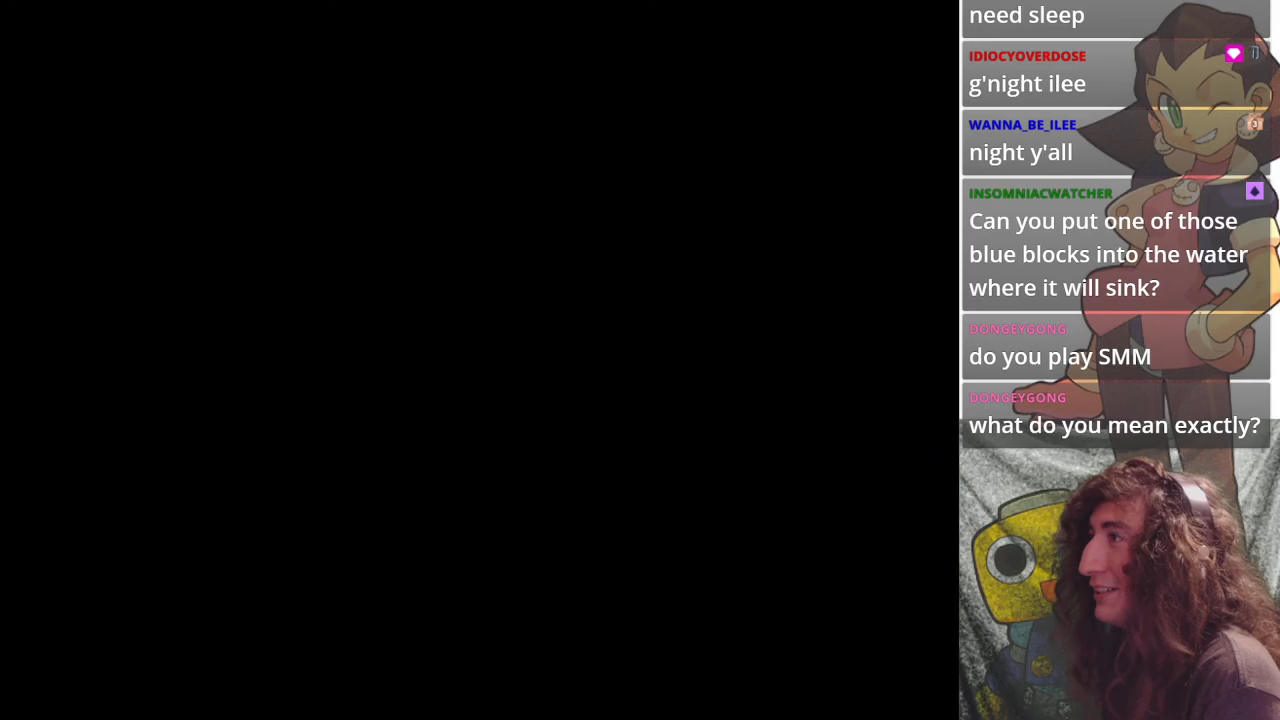 need sleep
IDIOCYOVERDOSE
g'night ilee
WANNA_BE_ILEE
night y'all
INSOMNIACWATCHER
Can you put one of those
blue blocks into the water
where it will sink?
DONGEYGONG
do you play SMM
DONGEYGONG
what do you mean exactly?